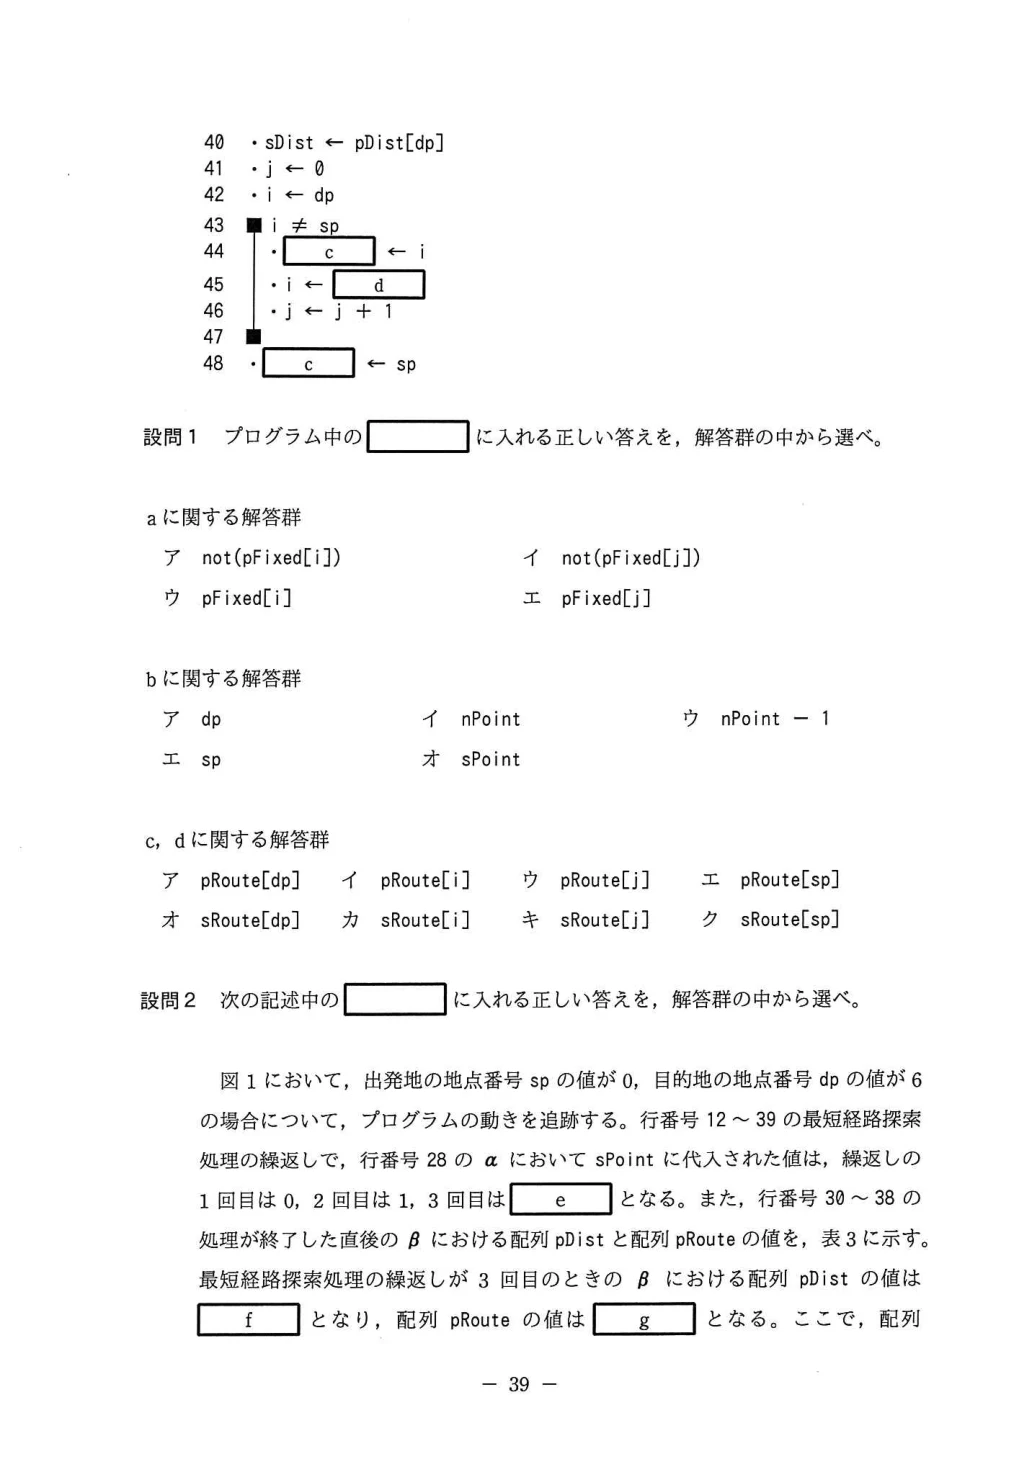 40 ・sDist ← pDist[dp]
41 ・j ← 0
42 ・i ← dp
43 ■ i ≠ sp
44 ・ c ← i
45 ・i ← d
46 ・j ← j + 1
47 ■
48 ・ c ← sp
設問1 プログラム中の に入れる正しい答えを，解答群の中から選べ。
aに関する解答群
ア not(pFixed[i]) イ not(pFixed[j])
ウ pFixed[i] エ pFixed[j]
bに関する解答群
ア dp イ nPoint ウ nPoint － 1
エ sp オ sPoint
c，dに関する解答群
ア pRoute[dp] イ pRoute[i] ウ pRoute[j] エ pRoute[sp]
オ sRoute[dp] カ sRoute[i] キ sRoute[j] ク sRoute[sp]
設問2 次の記述中の に入れる正しい答えを，解答群の中から選べ。
図1において，出発地の地点番号 sp の値が 0，目的地の地点番号 dp の値が 6
の場合について，プログラムの動きを追跡する。行番号 12～39 の最短経路探索
処理の繰返しで，行番号 28 の α において sPoint に代入された値は，繰返しの
1回目は 0，2回目は 1，3回目は e となる。また，行番号 30～38 の
処理が終了した直後の β における配列 pDist と配列 pRoute の値を，表3に示す。
最短経路探索処理の繰返しが 3 回目のときの β における配列 pDist の値は
f となり，配列 pRoute の値は g となる。ここで，配列
－ 39 －